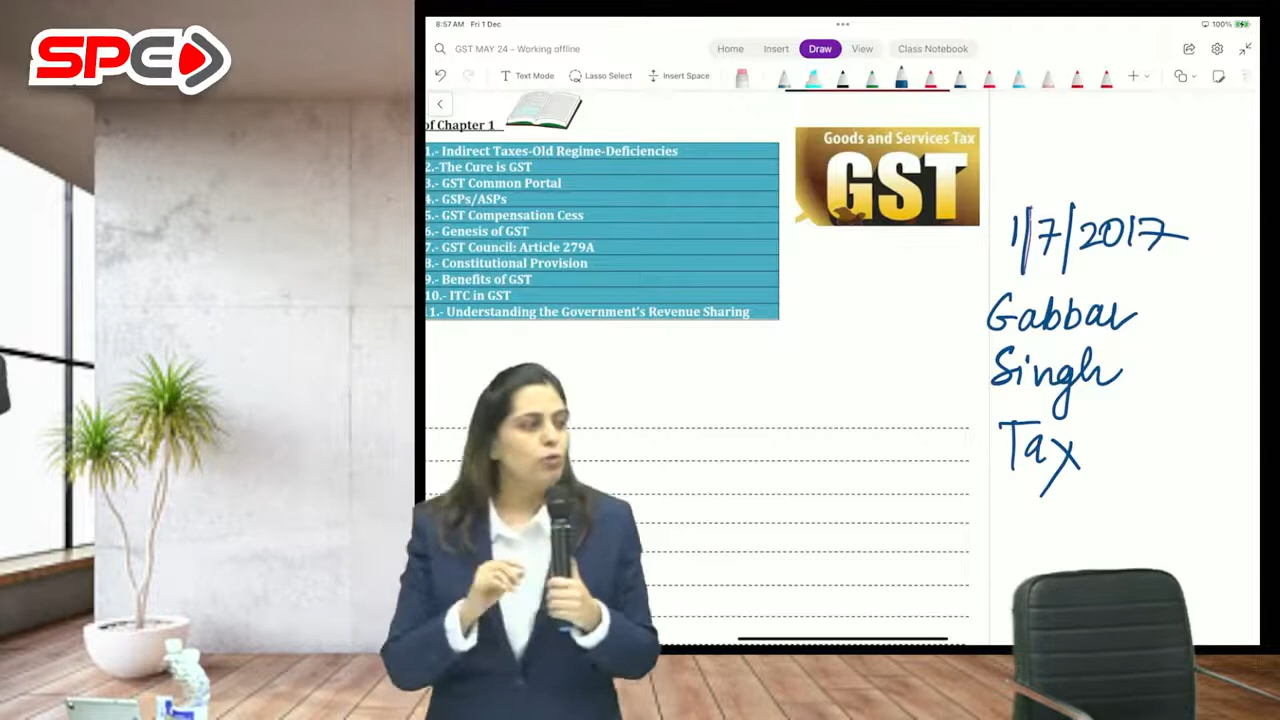 SPED
8:57 AM Fri 1 Dec
100%
GST MAY 24 - Working offline
Home Insert Draw View Class Notebook
Text Mode Lasso Select Insert Space
of Chapter 1
1.- Indirect Taxes-Old Regime-Deficiencies
2.-The Cure is GST
3.- GST Common Portal
4.- GSPs/ASPs
5.- GST Compensation Cess
6.- Genesis of GST
7.- GST Council: Article 279A
8.- Constitutional Provision
9.- Benefits of GST
10.- ITC in GST
11.- Understanding the Government's Revenue Sharing
Goods and Services Tax
GST
1/7/2017
Gabbar
Singh
Tax